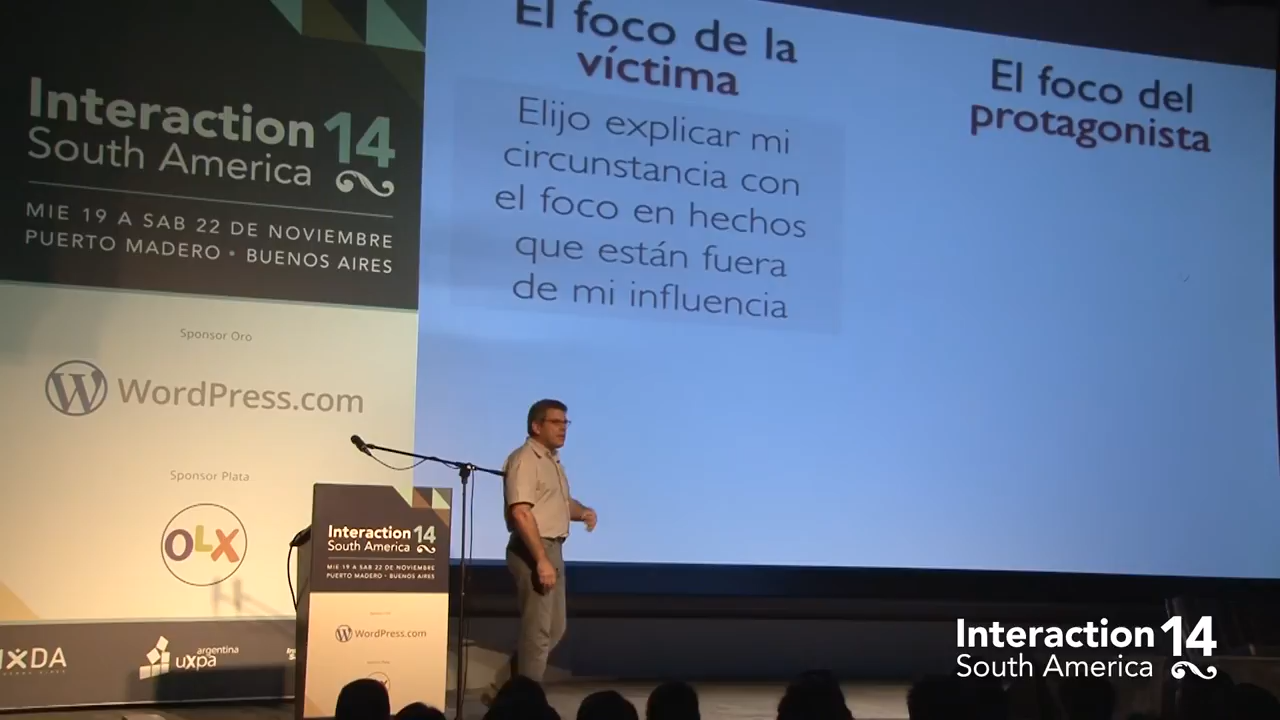 Interaction 14
South America
MIE 19 A SAB 22 DE NOVIEMBRE
PUERTO MADERO • BUENOS AIRES
Sponsor Oro
WordPress.com
Sponsor Plata
OLX
IXDA
argentina
uxpa
El foco de la
víctima
Elijo explicar mi
circunstancia con
el foco en hechos
que están fuera
de mi influencia
El foco del
protagonista
Interaction 14
South America
MIE 19 A SAB 22 DE NOVIEMBRE
PUERTO MADERO • BUENOS AIRES
WordPress.com
Interaction 14
South America